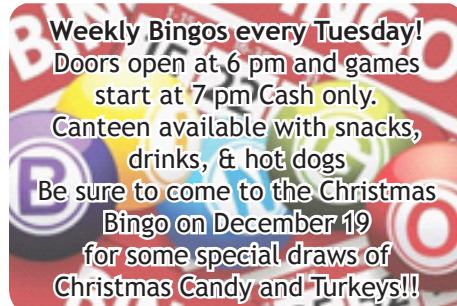 Weekly Bingos every Tuesday!
Doors open at 6 pm and games
start at 7 pm Cash only.
Canteen available with snacks,
drinks, & hot dogs
Be sure to come to the Christmas
Bingo on December 19
for some special draws of
Christmas Candy and Turkeys!!